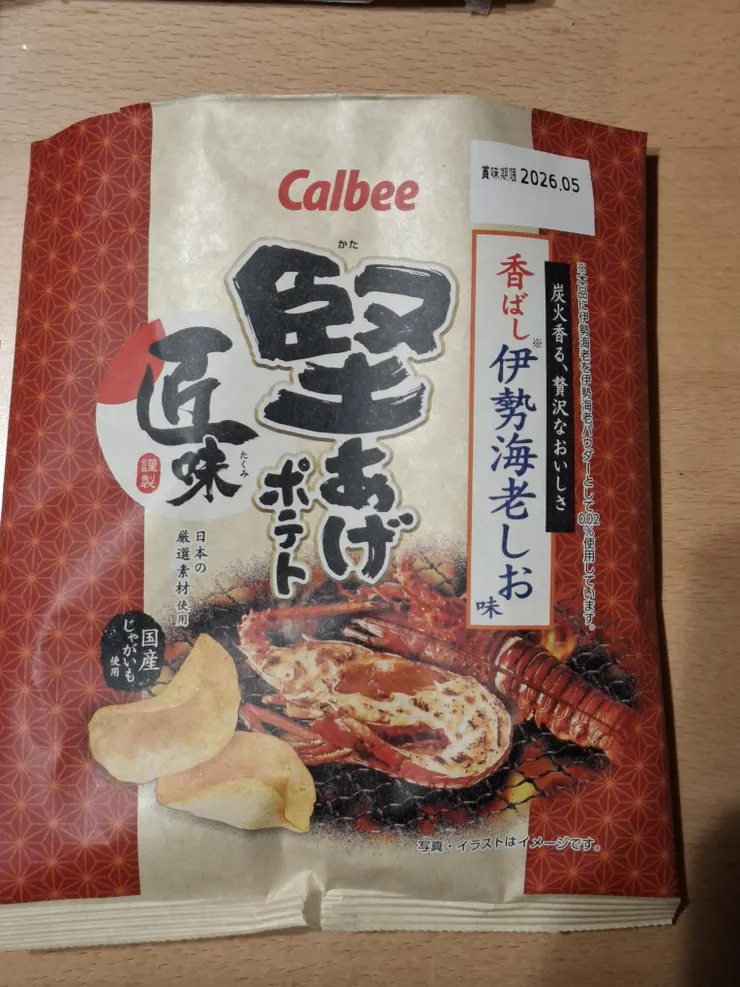 Calbee
賞味期限 2026.05
かた
堅あげ
ポテト
匠味
たくみ
謹製
日本の
厳選素材使用
国産
じゃがいも
使用
香ばし
※
伊勢海老しお味
炭火香る、贅沢なおいしさ
※本品に伊勢海老を伊勢海老パウダーとして0.02%使用しています。
写真・イラストはイメージです。